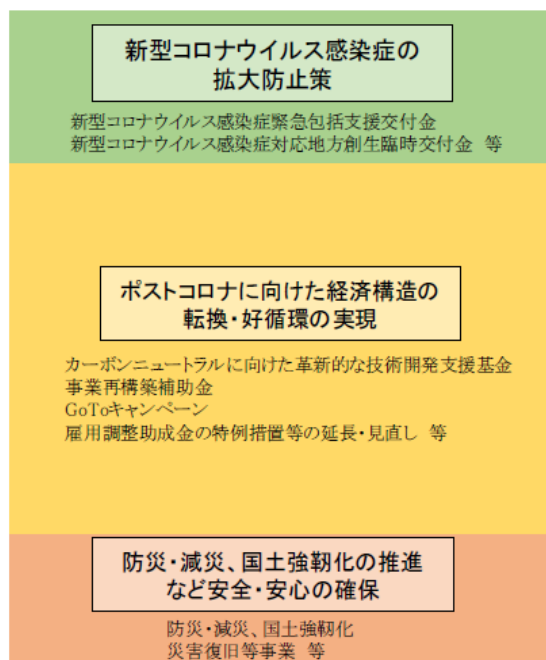 新型コロナウイルス感染症の
拡大防止策
新型コロナウイルス感染症緊急包括支援交付金
新型コロナウイルス感染症対応地方創生臨時交付金 等
ポストコロナに向けた経済構造の
転換・好循環の実現
カーボンニュートラルに向けた革新的な技術開発支援基金
事業再構築補助金
GoToキャンペーン
雇用調整助成金の特例措置等の延長・見直し 等
防災・減災、国土強靭化の推進
など安全・安心の確保
防災・減災、国土強靭化
災害復旧等事業 等